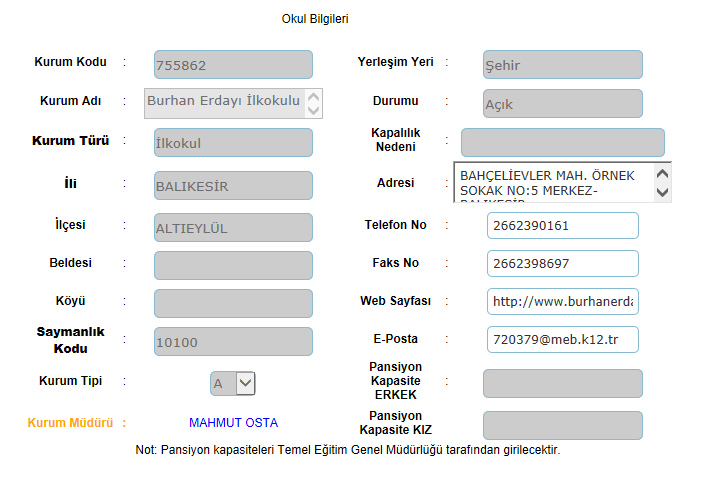 Okul Bilgileri
Kurum Kodu : 755862 Yerleşim Yeri : Şehir
Kurum Adı : Burhan Erdayı İlkokulu Durumu : Açık
Kurum Türü : İlkokul Kapalılık Nedeni :
İli : BALIKESİR Adresi : BAHÇELİEVLER MAH. ÖRNEK
SOKAK NO:5 MERKEZ-
İlçesi : ALTIEYLÜL Telefon No : 2662390161
Beldesi : Faks No : 2662398697
Köyü : Web Sayfası : http://www.burhanerda
Saymanlık Kodu : 10100 E-Posta : 720379@meb.k12.tr
Kurum Tipi : A Pansiyon Kapasite ERKEK :
Kurum Müdürü : MAHMUT OSTA Pansiyon Kapasite KIZ :
Not: Pansiyon kapasiteleri Temel Eğitim Genel Müdürlüğü tarafından girilecektir.